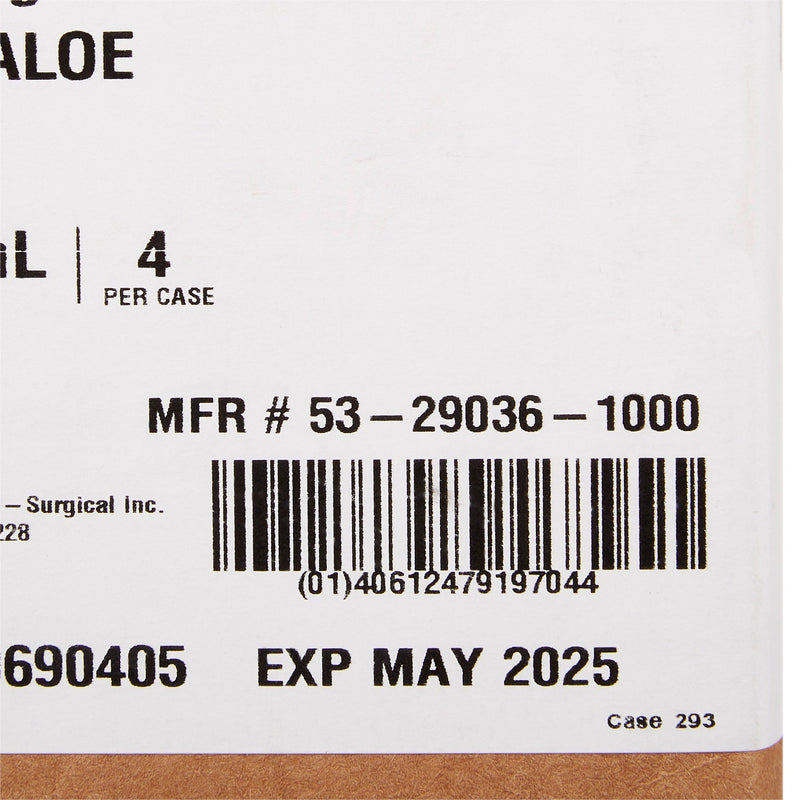 ALOE
mL | 4
PER CASE
MFR # 53-29036-1000
– Surgical Inc.
228
(01)40612479197044
690405 EXP MAY 2025
Case 293